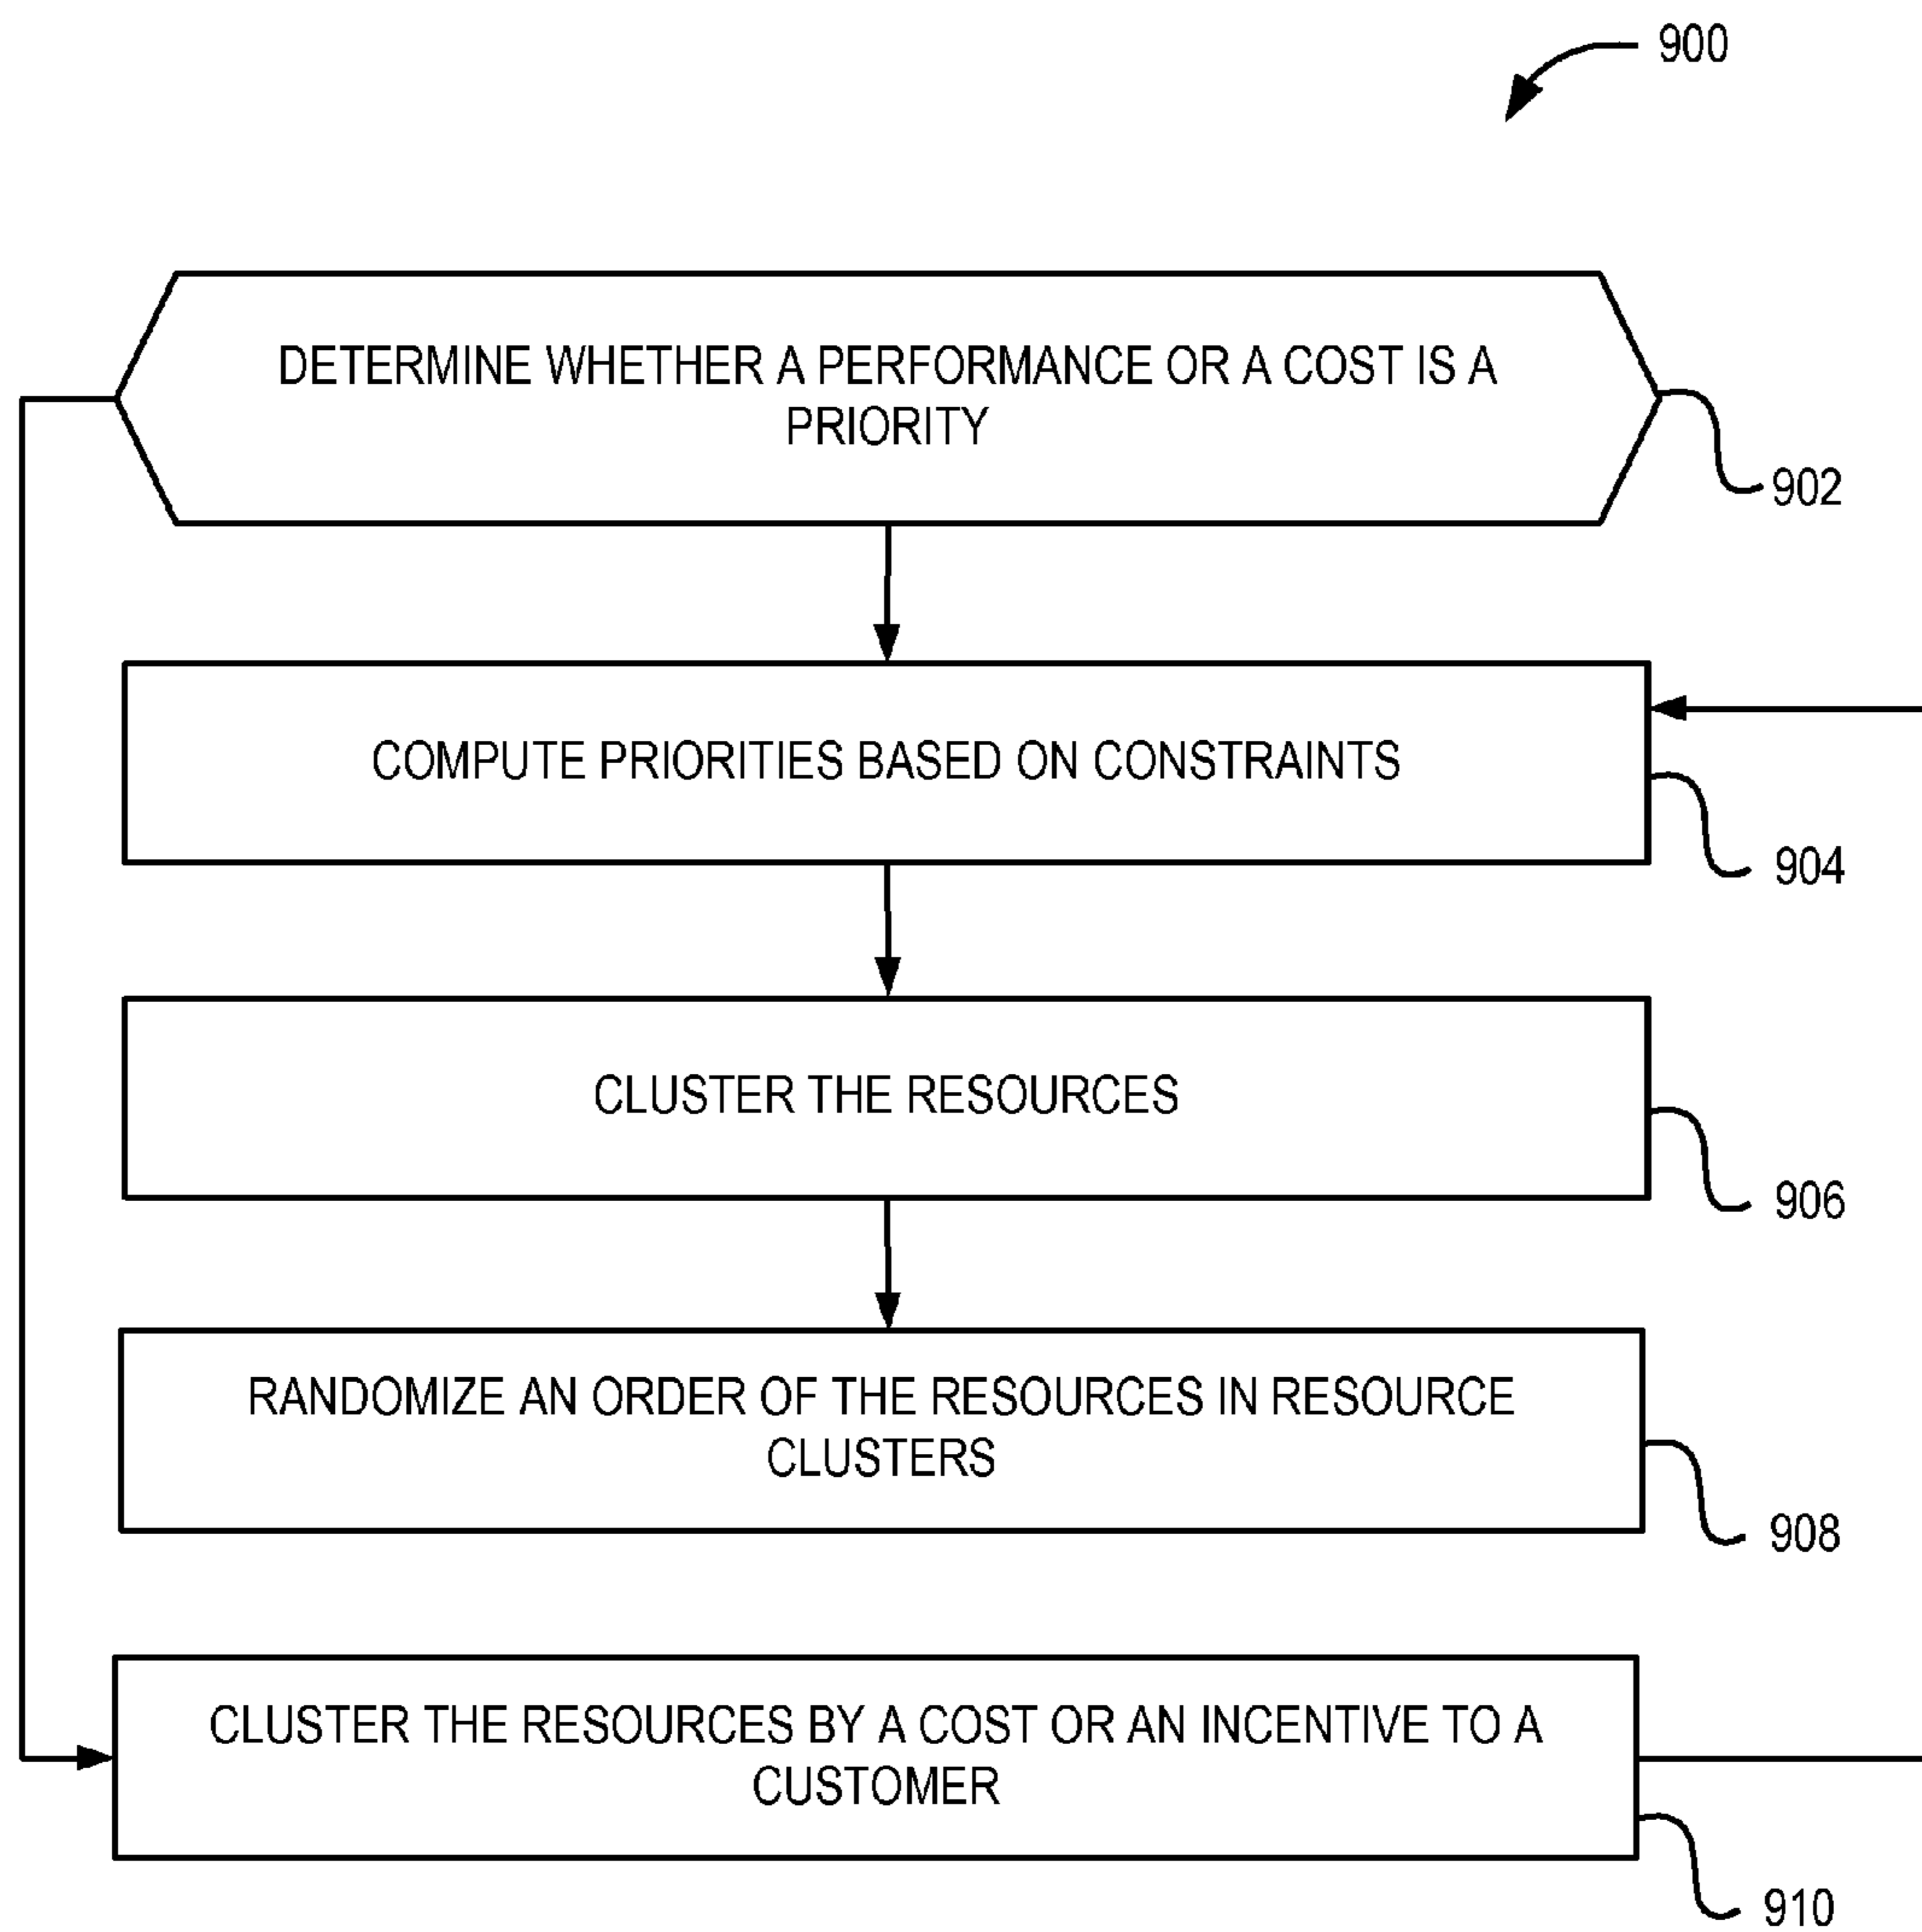 900
DETERMINE WHETHER A PERFORMANCE OR A COST IS A
PRIORITY
902
COMPUTE PRIORITIES BASED ON CONSTRAINTS
904
CLUSTER THE RESOURCES
906
RANDOMIZE AN ORDER OF THE RESOURCES IN RESOURCE
CLUSTERS
908
CLUSTER THE RESOURCES BY A COST OR AN INCENTIVE TO A
CUSTOMER
910